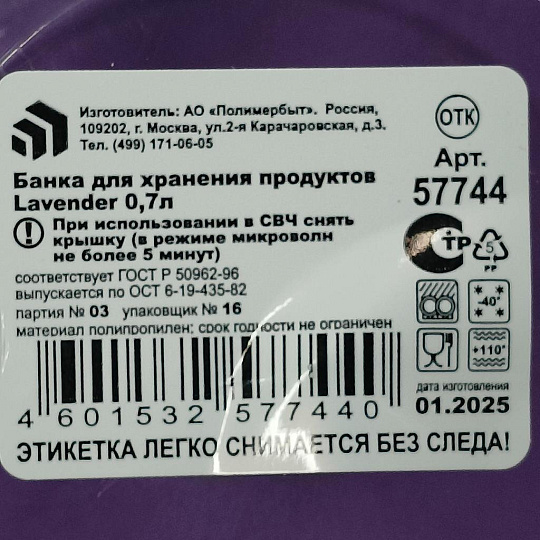 Изготовитель: АО «Полимербыт». Россия,
109202, г. Москва, ул.2-я Карачаровская, д.3.
Тел. (499) 171-06-05
ОТК
Арт.
57744
Банка для хранения продуктов
Lavender 0,7л
При использовании в СВЧ снять
крышку (в режиме микроволн
не более 5 минут)
ТР
5
PP
соответствует ГОСТ Р 50962-96
выпускается по ОСТ 6-19-435-82
партия № 03 упаковщик № 16
материал полипропилен; срок годности не ограничен
-40°
+110°
дата изготовления
01.2025
4 601532 577440
ЭТИКЕТКА ЛЕГКО СНИМАЕТСЯ БЕЗ СЛЕДА!